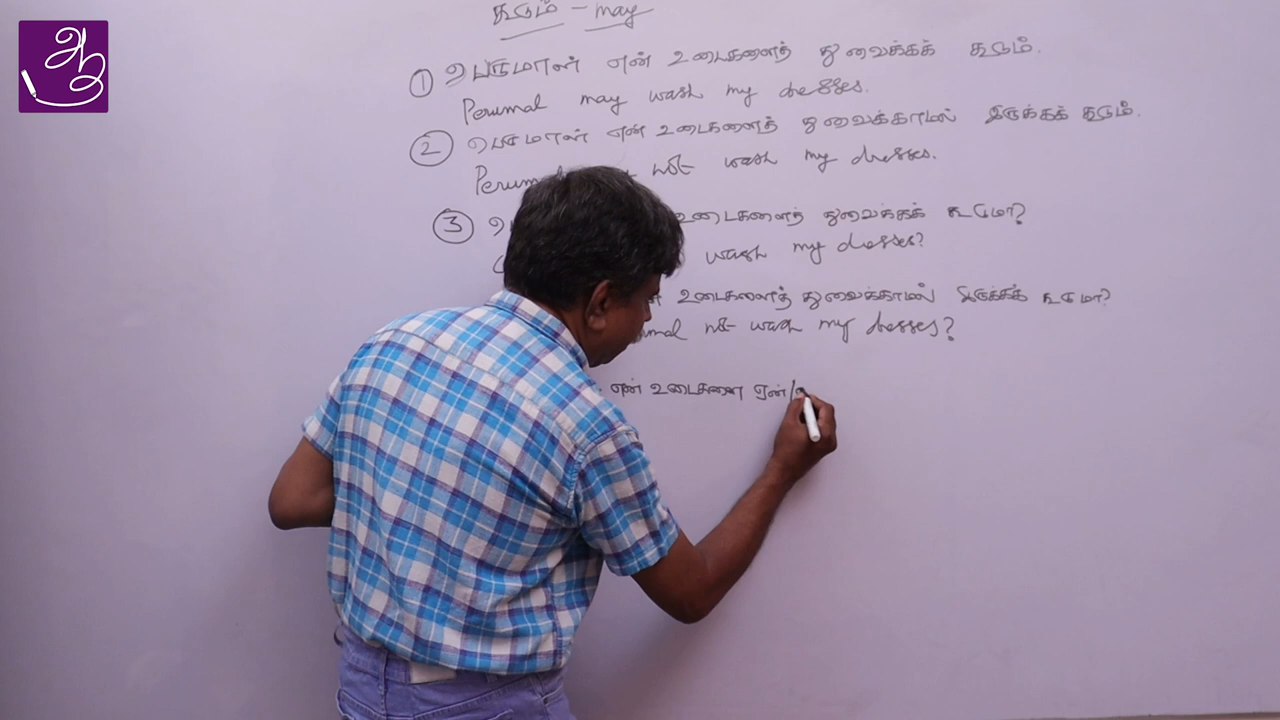 கூடும் - may
① பெருமாள் என் உடைகளைத் துவைக்கக் கூடும்.
Perumal may wash my dresses.
② பெருமாள் என் உடைகளைத் துவைக்காமல் இருக்கக் கூடும்.
Perumal not wash my dresses.
③ உடைகளைத் துவைக்கக் கூடுமா?
wash my dresses?
உடைகளைத் துவைக்காமல் இருக்கக் கூடுமா?
not wash my dresses?
என் உடைகளை ஏன் /